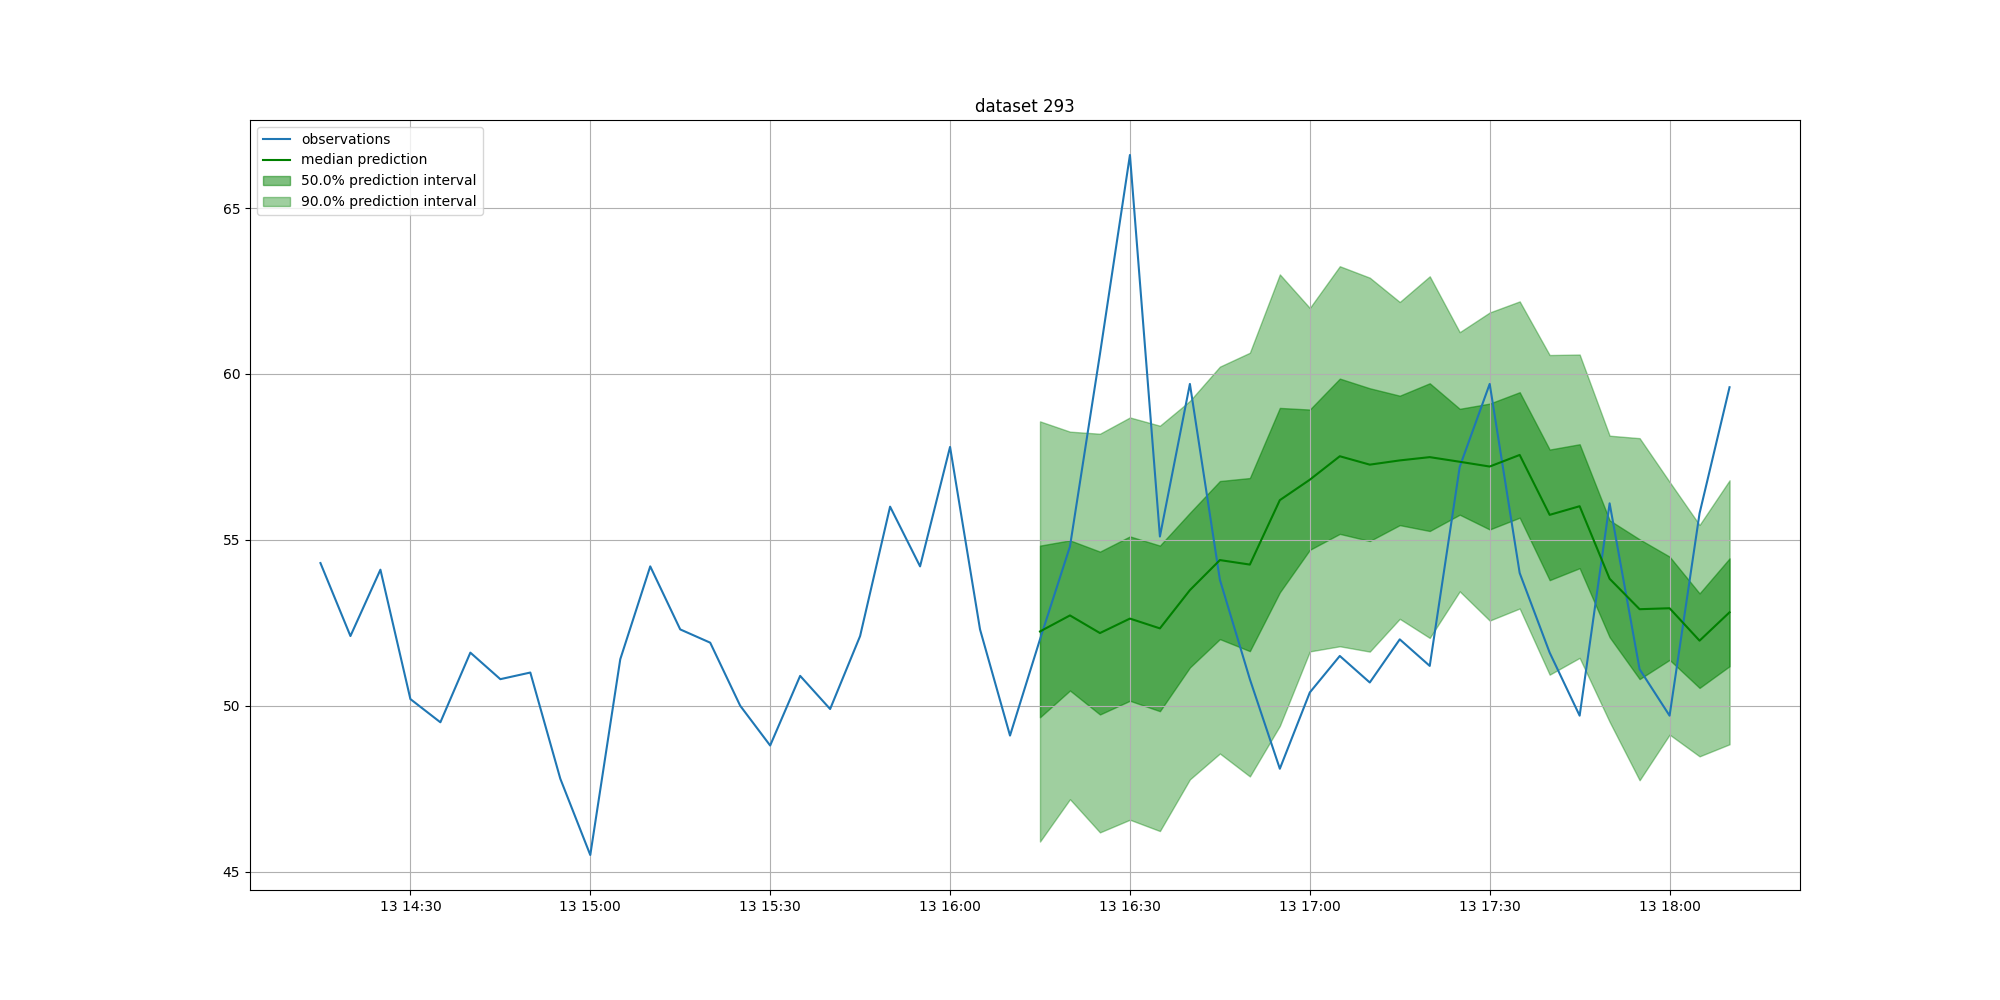 dataset 293
observations
median prediction
50.0% prediction interval
90.0% prediction interval
65
60
55
50
45
13 14:30
13 15:00
13 15:30
13 16:00
13 16:30
13 17:00
13 17:30
13 18:00